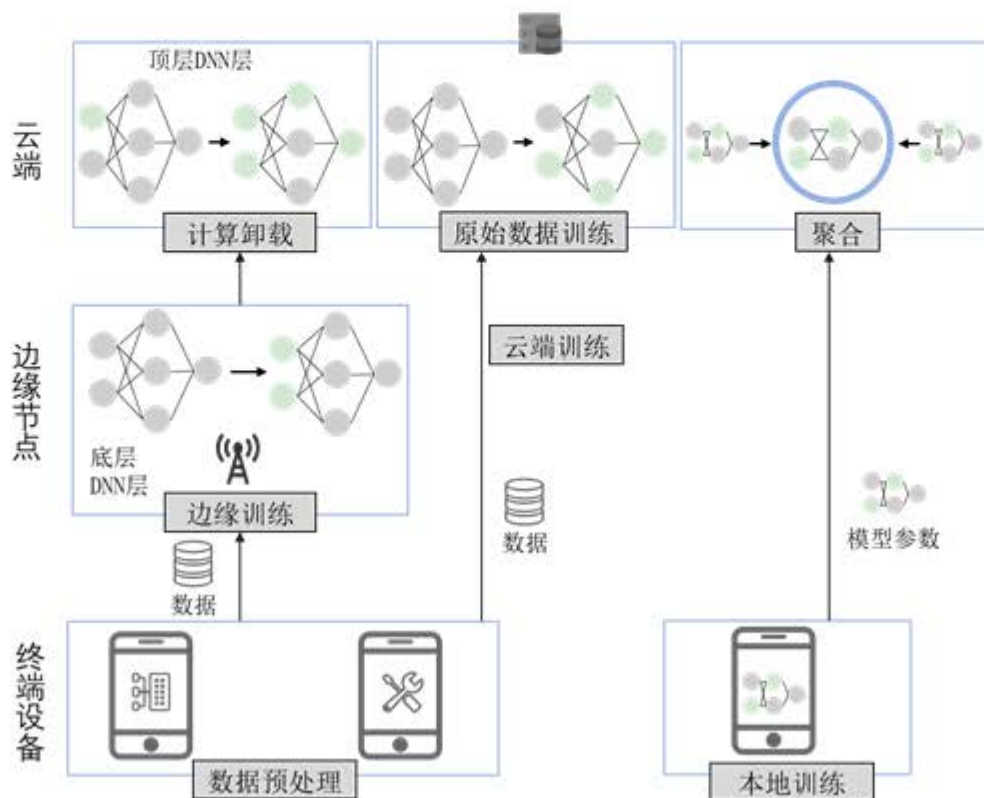 云端
顶层DNN层
计算卸载
原始数据训练
聚合
边缘节点
云端训练
底层
DNN层
边缘训练
数据
数据
模型参数
终端设备
数据预处理
本地训练